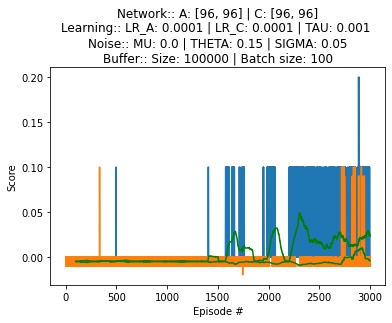 Network:: A: [96, 96] | C: [96, 96]
Learning:: LR_A: 0.0001 | LR_C: 0.0001 | TAU: 0.001
Noise:: MU: 0.0 | THETA: 0.15 | SIGMA: 0.05
Buffer:: Size: 100000 | Batch size: 100
0.20
0.15
0.10
0.05
0.00
Score
0 500 1000 1500 2000 2500 3000
Episode #